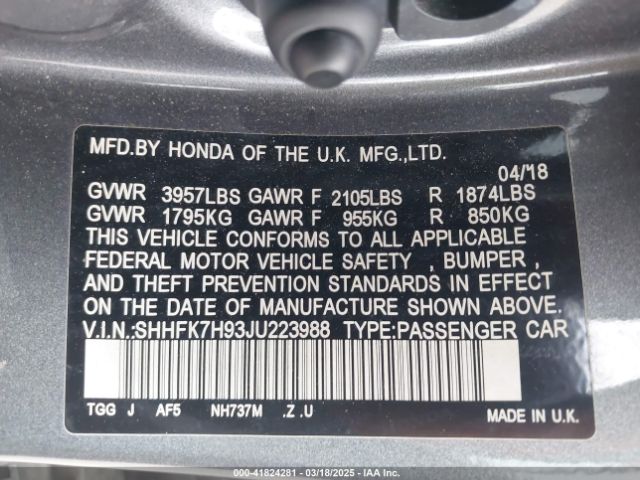 MFD.BY HONDA OF THE U.K. MFG.,LTD.
04/18
GVWR 3957LBS GAWR F 2105LBS R 1874LBS
GVWR 1795KG GAWR F 955KG R 850KG
THIS VEHICLE CONFORMS TO ALL APPLICABLE
FEDERAL MOTOR VEHICLE SAFETY , BUMPER ,
AND THEFT PREVENTION STANDARDS IN EFFECT
ON THE DATE OF MANUFACTURE SHOWN ABOVE.
V.I.N.:SHHFK7H93JU223988 TYPE:PASSENGER CAR
TGG J AF5 NH737M .Z .U
MADE IN U.K.
000-41824281 - 03/18/2025 - IAA Inc.